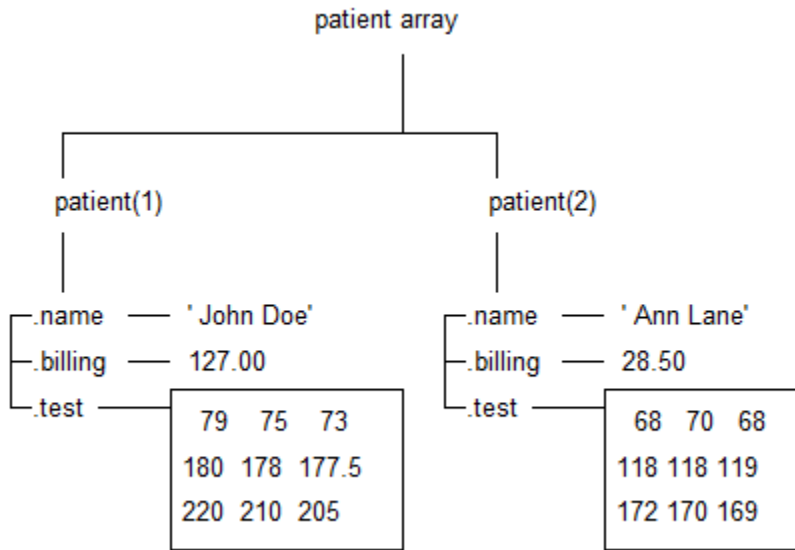 patient array
patient(1)
patient(2)
.name ' John Doe'
.billing 127.00
.test
79 75 73
180 178 177.5
220 210 205
.name ' Ann Lane'
.billing 28.50
.test
68 70 68
118 118 119
172 170 169